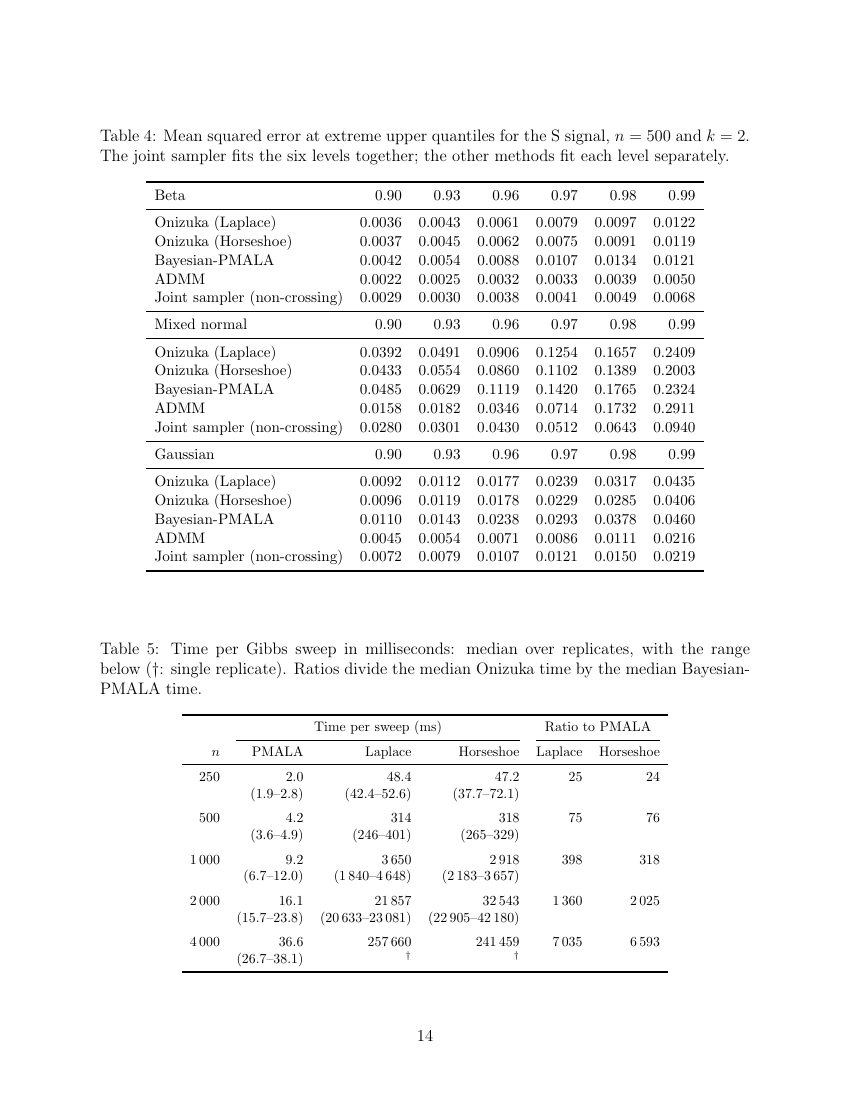 Table 4: Mean squared error at extreme upper quantiles for the S signal, n = 500 and k = 2.
The joint sampler fits the six levels together; the other methods fit each level separately.
Beta 0.90 0.93 0.96 0.97 0.98 0.99
Onizuka (Laplace) 0.0036 0.0043 0.0061 0.0079 0.0097 0.0122
Onizuka (Horseshoe) 0.0037 0.0045 0.0062 0.0075 0.0091 0.0119
Bayesian-PMALA 0.0042 0.0054 0.0088 0.0107 0.0134 0.0121
ADMM 0.0022 0.0025 0.0032 0.0033 0.0039 0.0050
Joint sampler (non-crossing) 0.0029 0.0030 0.0038 0.0041 0.0049 0.0068
Mixed normal 0.90 0.93 0.96 0.97 0.98 0.99
Onizuka (Laplace) 0.0392 0.0491 0.0906 0.1254 0.1657 0.2409
Onizuka (Horseshoe) 0.0433 0.0554 0.0860 0.1102 0.1389 0.2003
Bayesian-PMALA 0.0485 0.0629 0.1119 0.1420 0.1765 0.2324
ADMM 0.0158 0.0182 0.0346 0.0714 0.1732 0.2911
Joint sampler (non-crossing) 0.0280 0.0301 0.0430 0.0512 0.0643 0.0940
Gaussian 0.90 0.93 0.96 0.97 0.98 0.99
Onizuka (Laplace) 0.0092 0.0112 0.0177 0.0239 0.0317 0.0435
Onizuka (Horseshoe) 0.0096 0.0119 0.0178 0.0229 0.0285 0.0406
Bayesian-PMALA 0.0110 0.0143 0.0238 0.0293 0.0378 0.0460
ADMM 0.0045 0.0054 0.0071 0.0086 0.0111 0.0216
Joint sampler (non-crossing) 0.0072 0.0079 0.0107 0.0121 0.0150 0.0219
Table 5: Time per Gibbs sweep in milliseconds: median over replicates, with the range
below (†: single replicate). Ratios divide the median Onizuka time by the median Bayesian-
PMALA time.
Time per sweep (ms) Ratio to PMALA
n PMALA Laplace Horseshoe Laplace Horseshoe
250 2.0 48.4 47.2 25 24
(1.9–2.8) (42.4–52.6) (37.7–72.1)
500 4.2 314 318 75 76
(3.6–4.9) (246–401) (265–329)
1 000 9.2 3 650 2 918 398 318
(6.7–12.0) (1 840–4 648) (2 183–3 657)
2 000 16.1 21 857 32 543 1 360 2 025
(15.7–23.8) (20 633–23 081) (22 905–42 180)
4 000 36.6 257 660 241 459 7 035 6 593
(26.7–38.1) † †
14